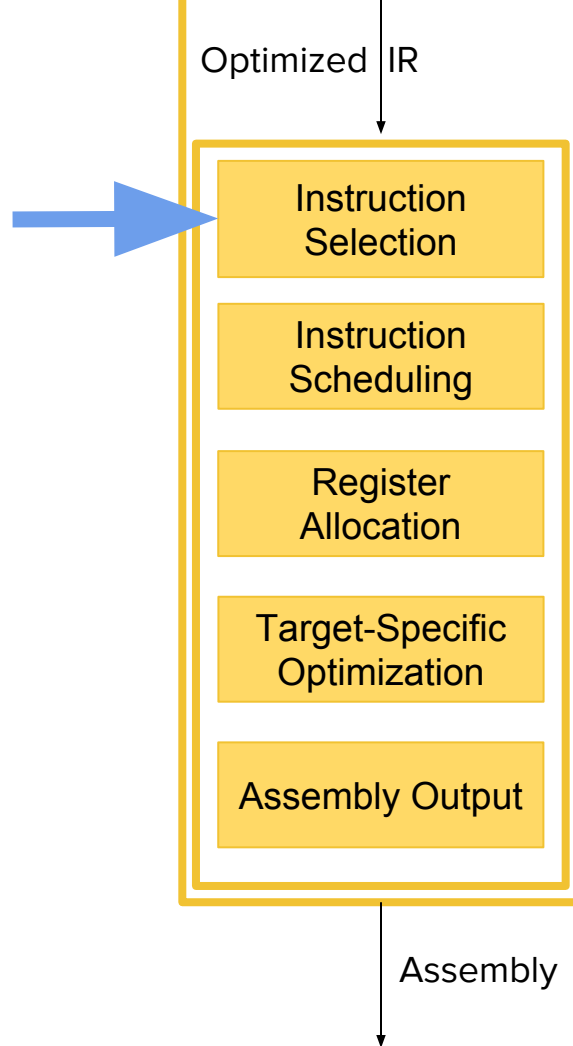 Optimized IR
Instruction
Selection
Instruction
Scheduling
Register
Allocation
Target-Specific
Optimization
Assembly Output
Assembly